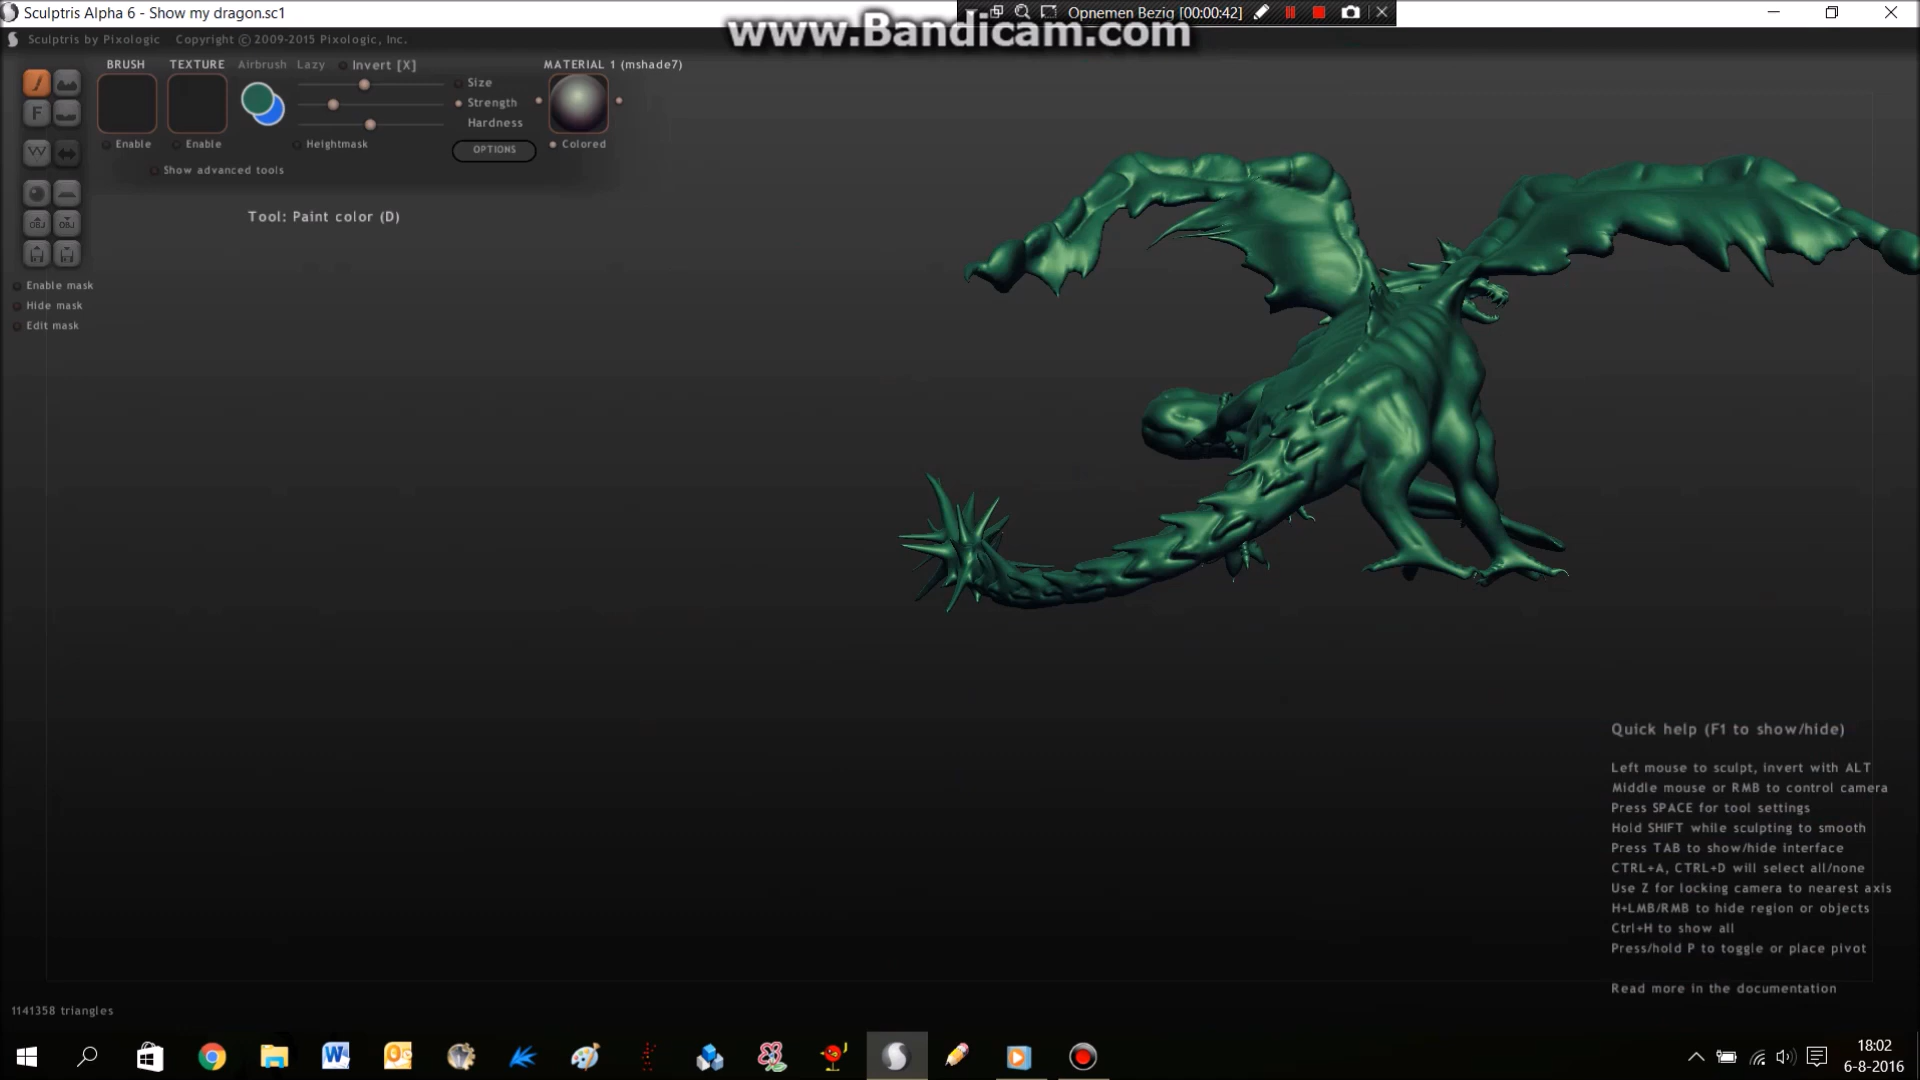 Sculptris Alpha 6 - Show my dragon.sc1
Opnemen Bezig [00:00:42]
www.Bandicam.com
Sculptris by Pixologic Copyright © 2009-2015 Pixologic, Inc.
BRUSH TEXTURE Airbrush Lazy Invert [X] MATERIAL 1 (mshade7)
Size
Strength
Hardness
Enable Enable Heightmask OPTIONS Colored
Show advanced tools
F
OBJ OBJ
Tool: Paint color (D)
Enable mask
Hide mask
Edit mask
Quick help (F1 to show/hide)
Left mouse to sculpt, invert with ALT
Middle mouse or RMB to control camera
Press SPACE for tool settings
Hold SHIFT while sculpting to smooth
Press TAB to show/hide interface
CTRL+A, CTRL+D will select all/none
Use Z for locking camera to nearest axis
H+LMB/RMB to hide region or objects
Ctrl+H to show all
Press/hold P to toggle or place pivot
Read more in the documentation
1141358 triangles
18:02
6-8-2016